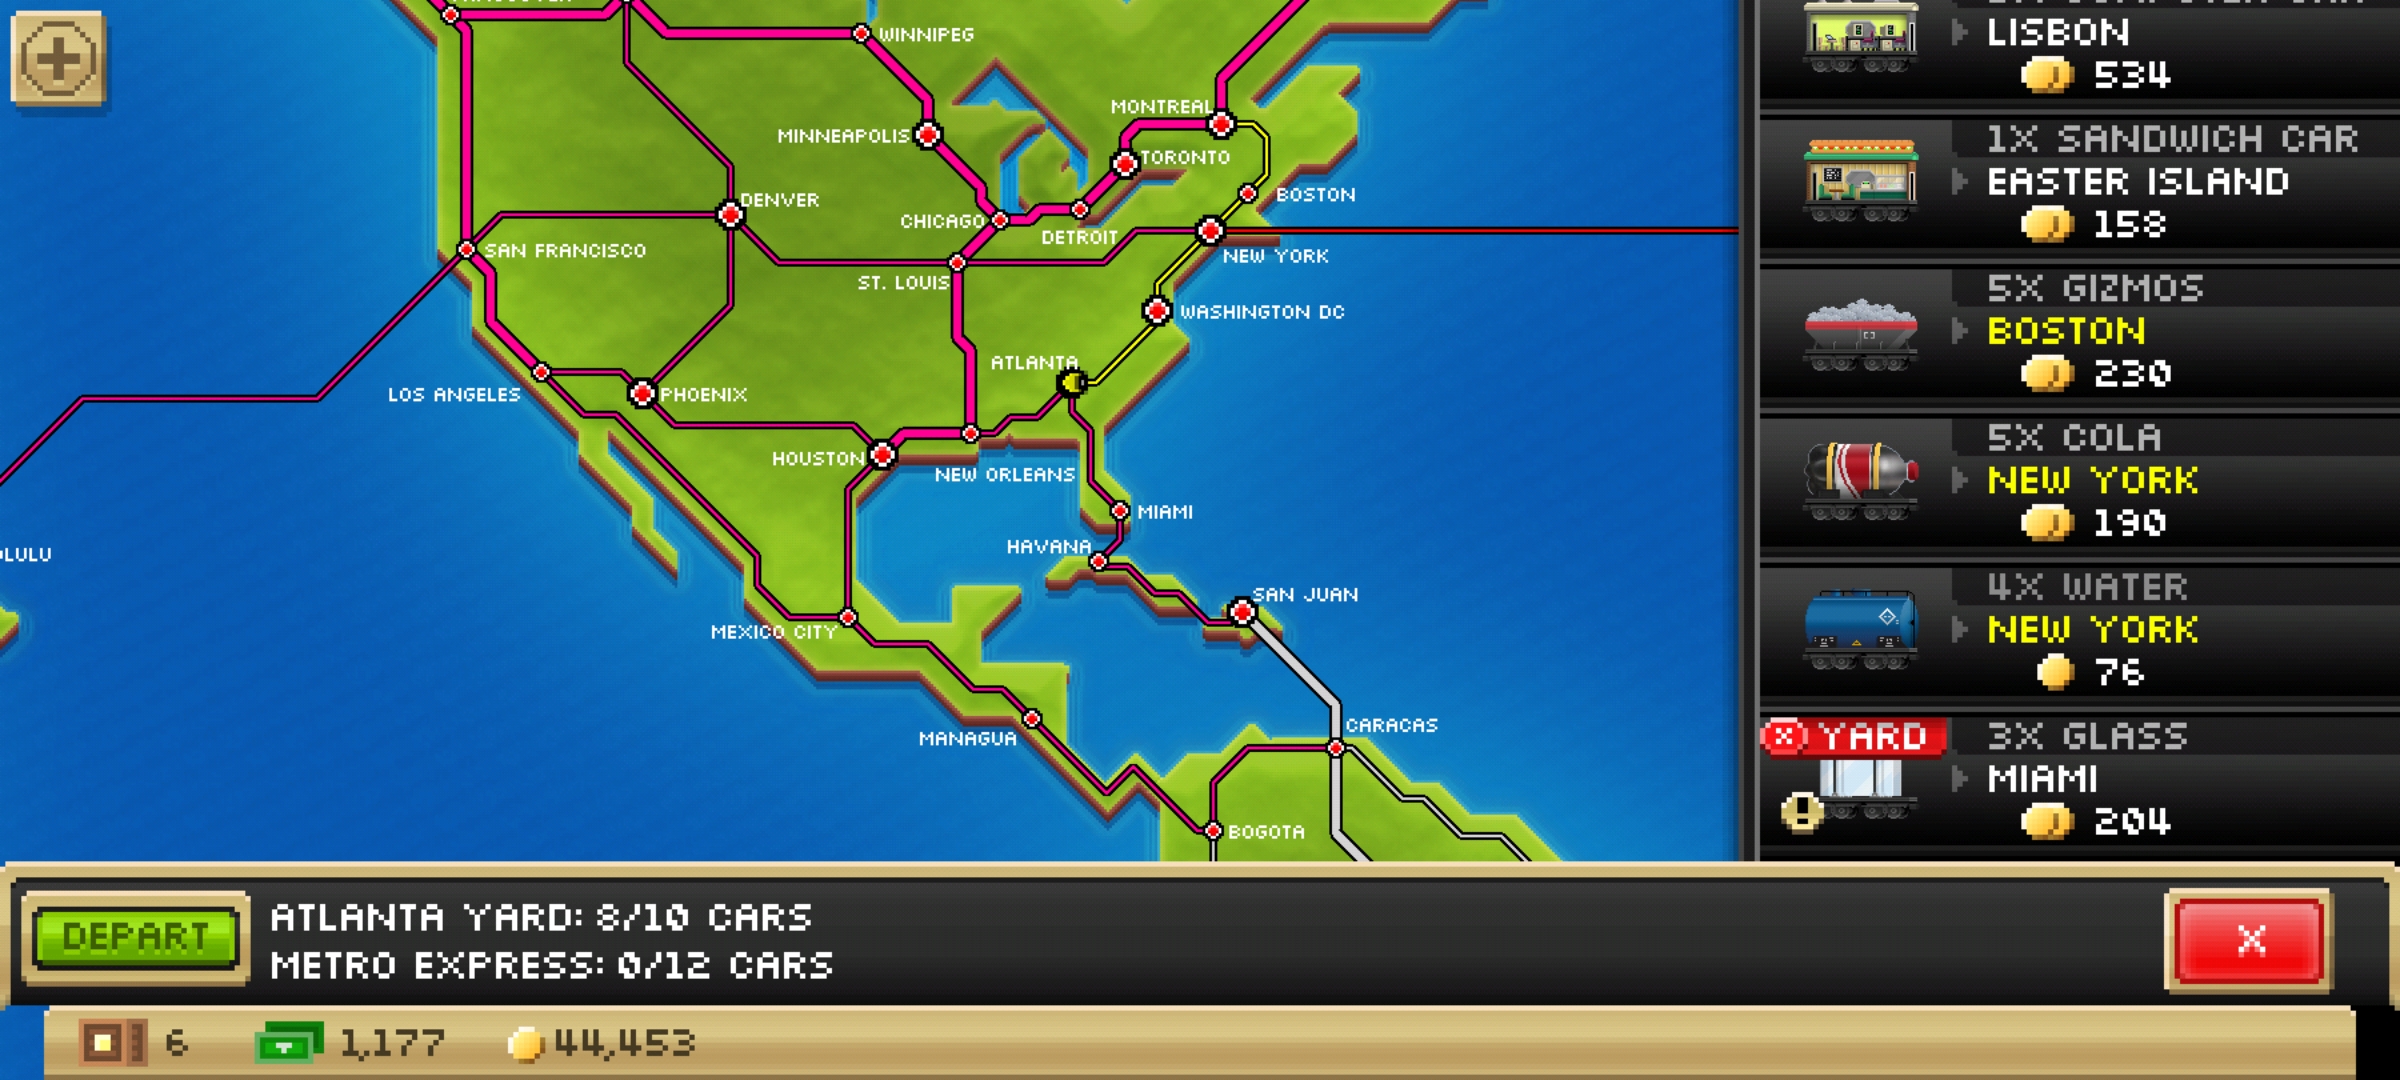 WINNIPEG
MONTREAL
MINNEAPOLIS
TORONTO
BOSTON
DENVER
CHICAGO
DETROIT
SAN FRANCISCO
NEW YORK
ST. LOUIS
WASHINGTON DC
ATLANTA
LOS ANGELES
PHOENIX
HOUSTON
NEW ORLEANS
MIAMI
HAVANA
LULU
SAN JUAN
MEXICO CITY
CARACAS
MANAGUA
BOGOTA
LISBON
534
1X SANDWICH CAR
EASTER ISLAND
158
5X GIZMOS
BOSTON
230
5X COLA
NEW YORK
190
4X WATER
NEW YORK
76
X YARD
3X GLASS
MIAMI
204
DEPART
ATLANTA YARD: 8/10 CARS
METRO EXPRESS: 0/12 CARS
X
6
1,177
44,453